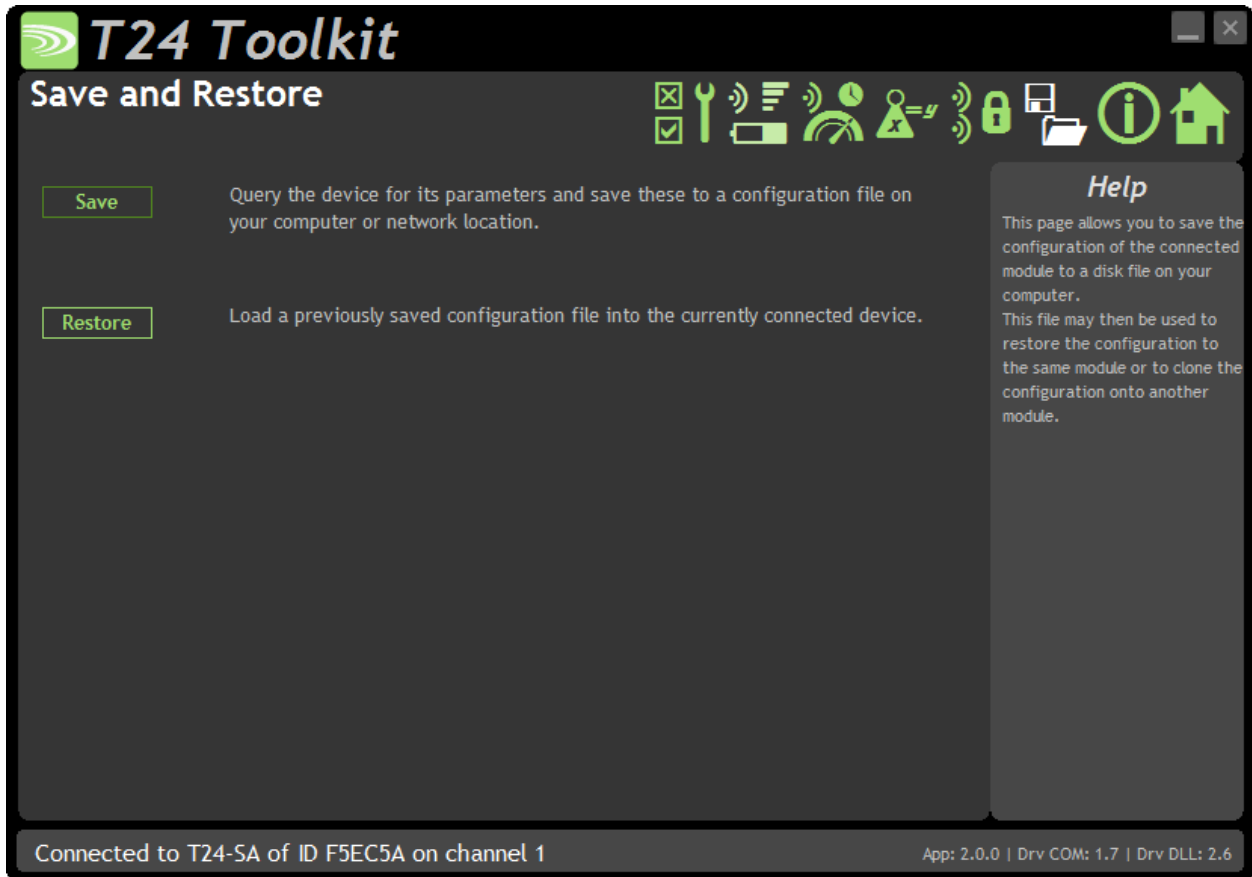 T24 Toolkit
Save and Restore
x
=y
Save
Query the device for its parameters and save these to a configuration file on
your computer or network location.
Restore
Load a previously saved configuration file into the currently connected device.
Help
This page allows you to save the
configuration of the connected
module to a disk file on your
computer.
This file may then be used to
restore the configuration to
the same module or to clone the
configuration onto another
module.
Connected to T24-SA of ID F5EC5A on channel 1
App: 2.0.0 | Drv COM: 1.7 | Drv DLL: 2.6